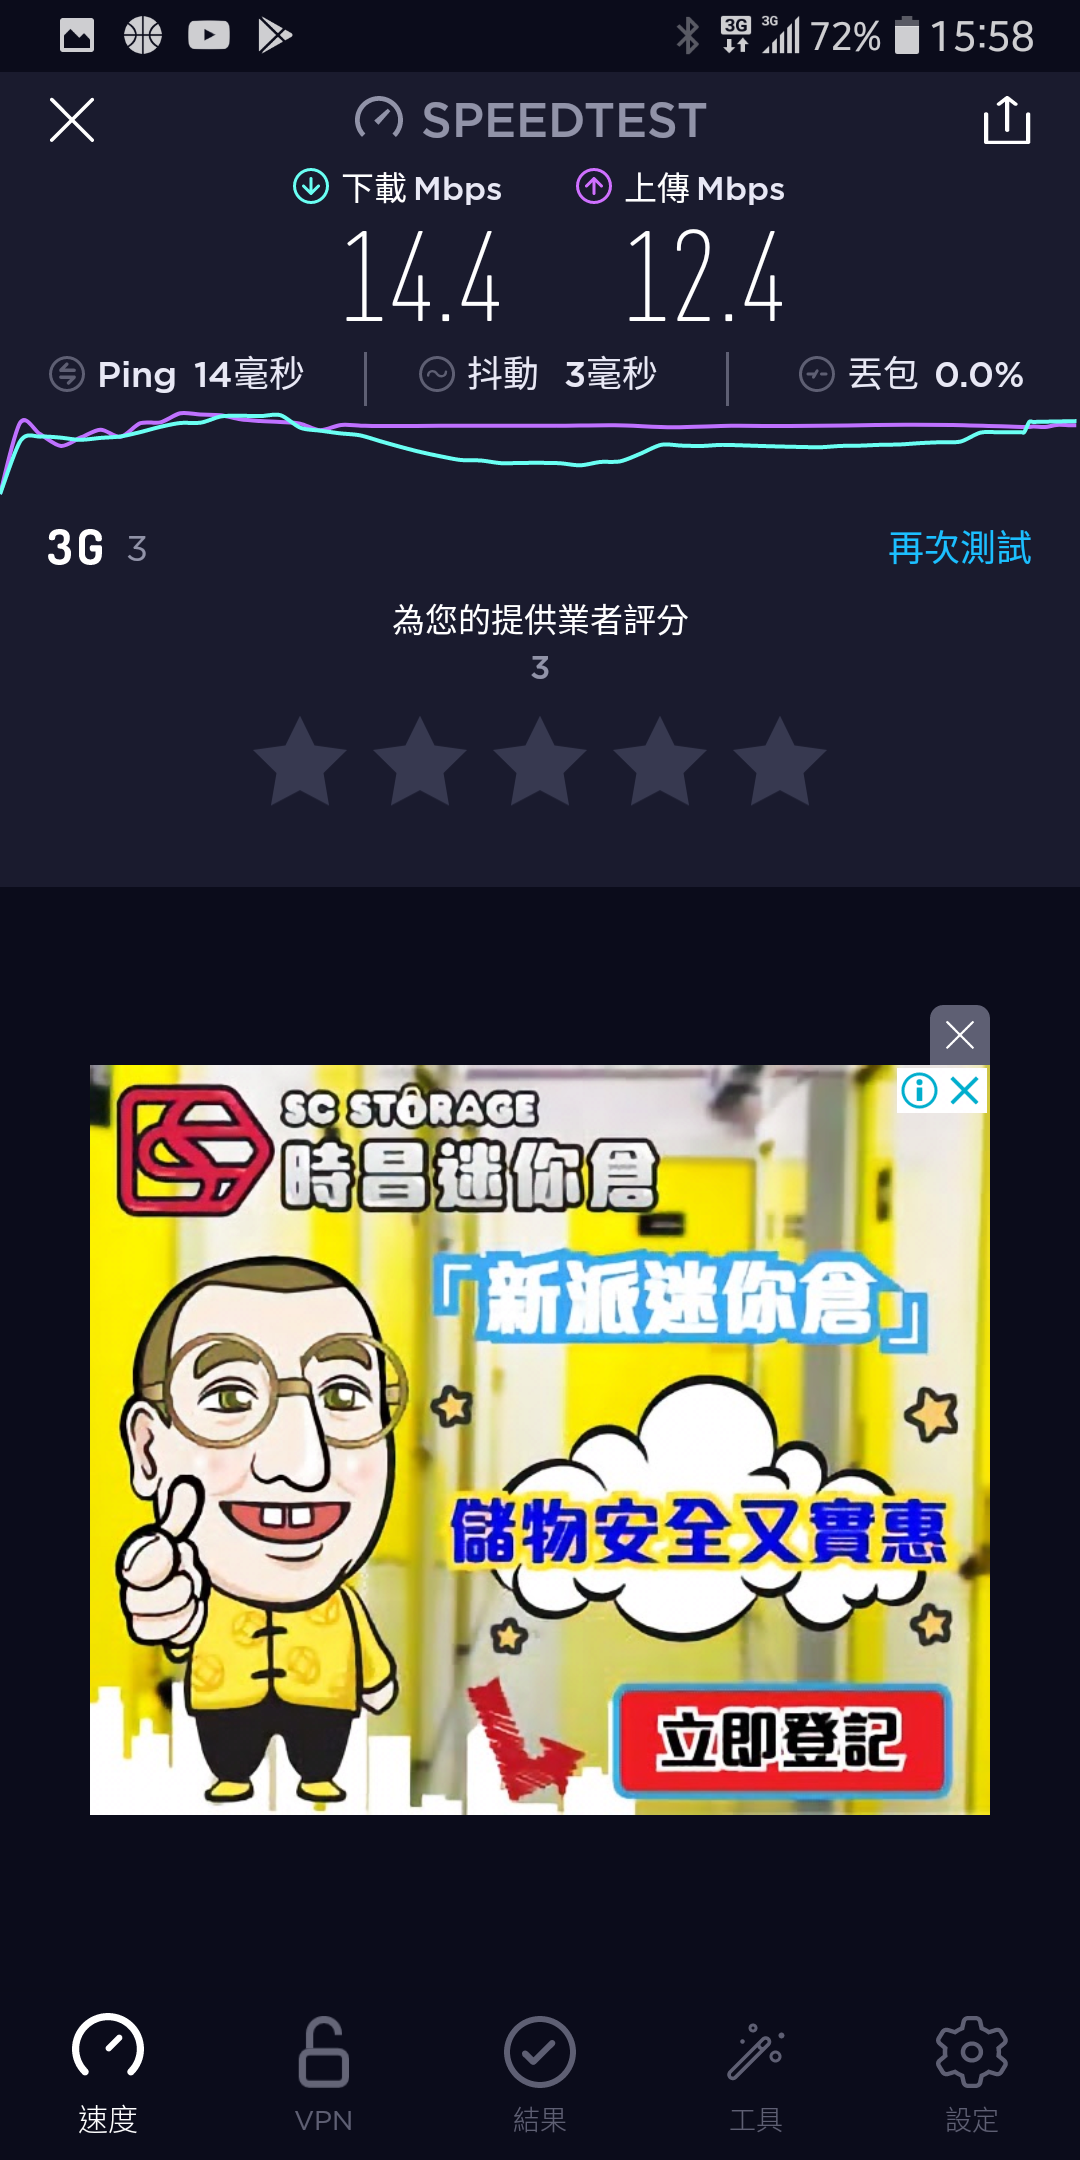 3G 3G 72% 15:58
SPEEDTEST
下載 Mbps 上傳 Mbps
14.4 12.4
Ping 14毫秒 抖動 3毫秒 丟包 0.0%
3G 3 再次測試
為您的提供業者評分
3
SC STORAGE
時昌迷你倉
「新派迷你倉」
儲物安全又實惠
立即登記
速度 VPN 結果 工具 設定